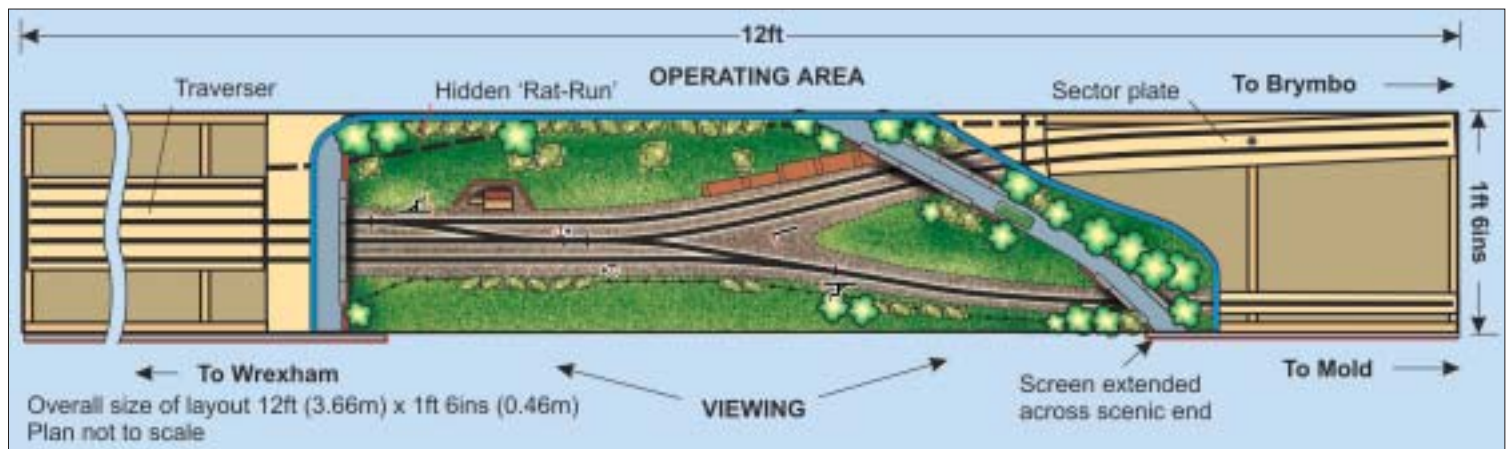 12ft
Traverser
Hidden 'Rat-Run'
OPERATING AREA
Sector plate
To Brymbo
1ft 6ins
To Wrexham
VIEWING
Screen extended
across scenic end
To Mold
Overall size of layout 12ft (3.66m) x 1ft 6ins (0.46m)
Plan not to scale